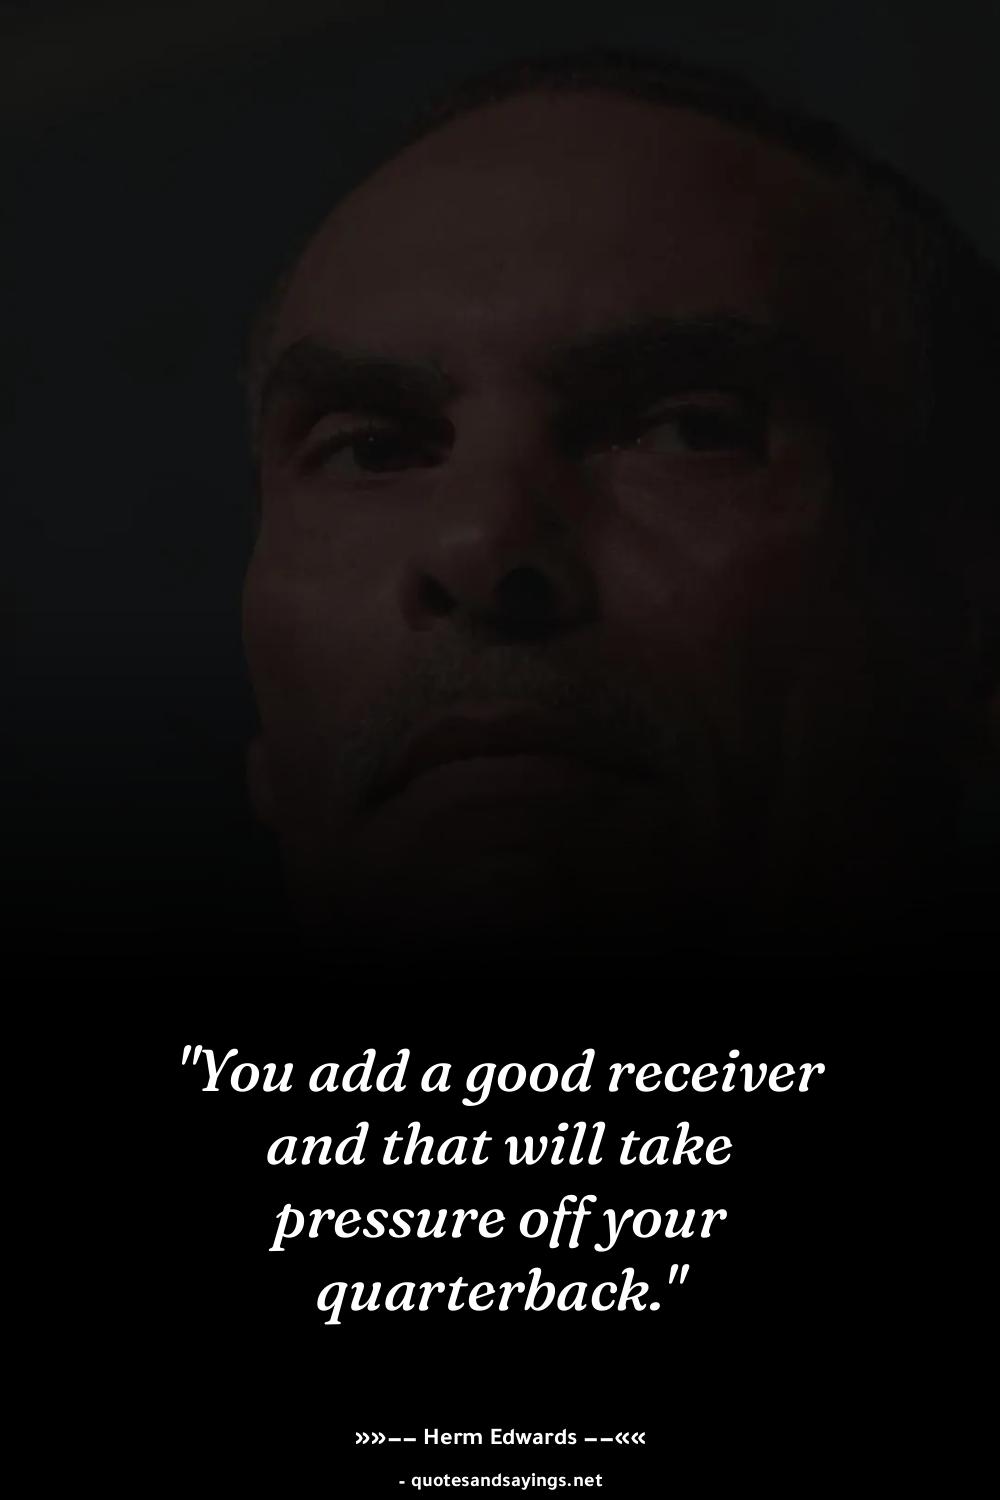 "You add a good receiver
and that will take
pressure off your
quarterback."
»»—— Herm Edwards ——««
- quotesandsayings.net